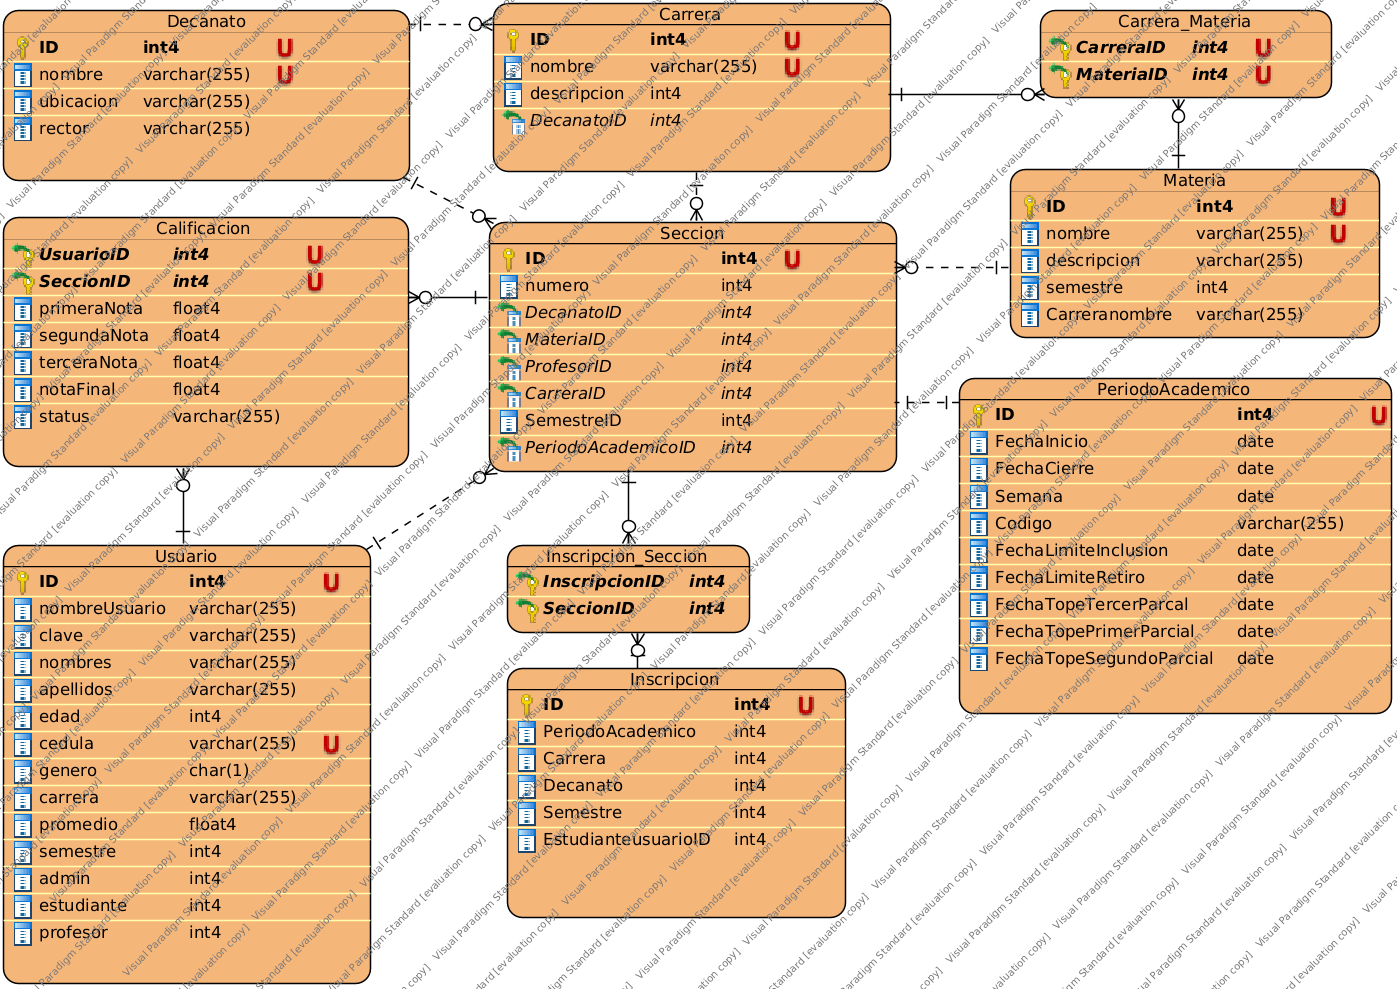 Decanato
ID int4 U
nombre varchar(255) U
ubicacion varchar(255)
rector varchar(255)
Carrera
ID int4 U
nombre varchar(255) U
descripcion int4
DecanatoID int4
Carrera_Materia
CarreraID int4 U
MateriaID int4 U
Materia
ID int4 U
nombre varchar(255) U
descripcion varchar(255)
semestre int4
Carreranombre varchar(255)
Calificacion
UsuarioID int4 U
SeccionID int4 U
primeraNota float4
segundaNota float4
terceraNota float4
notaFinal float4
status varchar(255)
Seccion
ID int4 U
numero int4
DecanatoID int4
MateriaID int4
ProfesorID int4
CarreraID int4
SemestreID int4
PeriodoAcademicoID int4
PeriodoAcademico
ID int4 U
FechaInicio date
FechaCierre date
Semana date
Codigo varchar(255)
FechaLimiteInclusion date
FechaLimiteRetiro date
FechaTopeTercerParcal date
FechaTopePrimerParcial date
FechaTopeSegundoParcial date
Usuario
ID int4 U
nombreUsuario varchar(255)
clave varchar(255)
nombres varchar(255)
apellidos varchar(255)
edad int4
cedula varchar(255) U
genero char(1)
carrera varchar(255)
promedio float4
semestre int4
admin int4
estudiante int4
profesor int4
Inscripcion_Seccion
InscripcionID int4
SeccionID int4
Inscripcion
ID int4 U
PeriodoAcademico int4
Carrera int4
Decanato int4
Semestre int4
EstudianteusuarioID int4
Visual Paradigm Standard [evaluation copy]